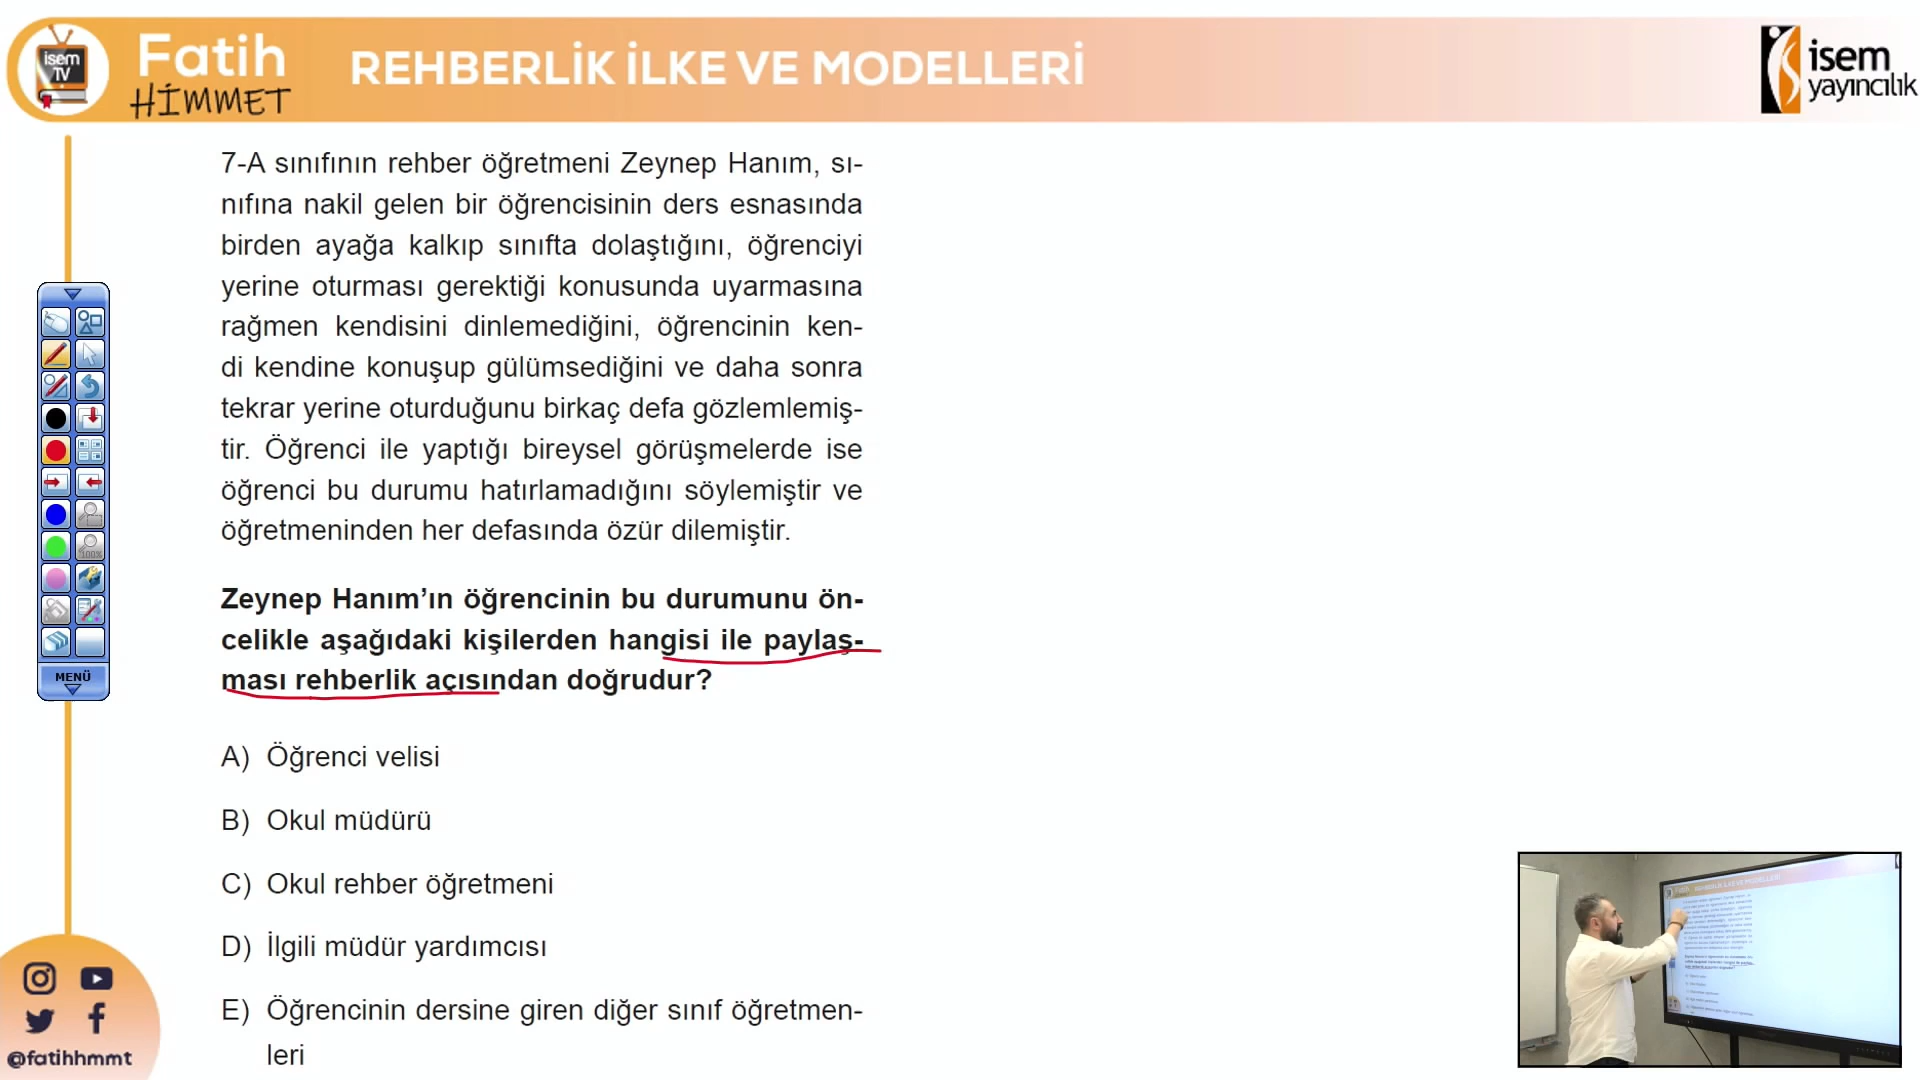 isem
TV
Fatih
HİMMET
REHBERLİK İLKE VE MODELLERİ
isem
yayıncılık
7-A sınıfının rehber öğretmeni Zeynep Hanım, sı-
nıfına nakil gelen bir öğrencisinin ders esnasında
birden ayağa kalkıp sınıfta dolaştığını, öğrenciyi
yerine oturması gerektiği konusunda uyarmasına
rağmen kendisini dinlemediğini, öğrencinin ken-
di kendine konuşup gülümsediğini ve daha sonra
tekrar yerine oturduğunu birkaç defa gözlemlemiş-
tir. Öğrenci ile yaptığı bireysel görüşmelerde ise
öğrenci bu durumu hatırlamadığını söylemiştir ve
öğretmeninden her defasında özür dilemiştir.
Zeynep Hanım’ın öğrencinin bu durumunu ön-
celikle aşağıdaki kişilerden hangisi ile paylaş-
ması rehberlik açısından doğrudur?
A) Öğrenci velisi
B) Okul müdürü
C) Okul rehber öğretmeni
D) İlgili müdür yardımcısı
E) Öğrencinin dersine giren diğer sınıf öğretmen-
leri
100%
MENÜ
@fatihhmmt